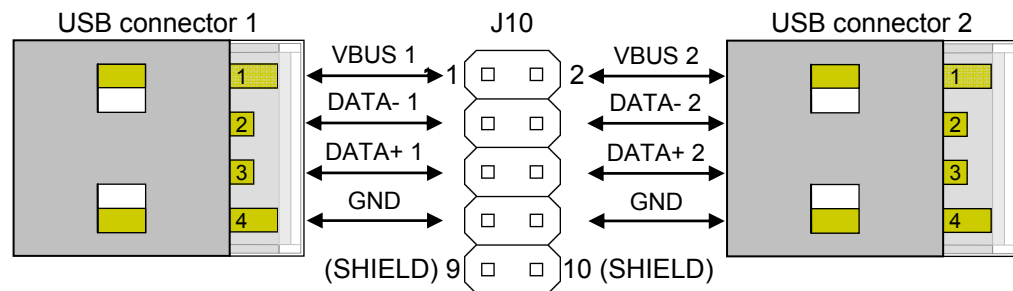 USB connector 1 J10 USB connector 2
VBUS 1 1 2 VBUS 2
1 1
DATA- 1 DATA- 2
2 2
DATA+ 1 DATA+ 2
3 3
GND GND
4 4
(SHIELD) 9 10 (SHIELD)